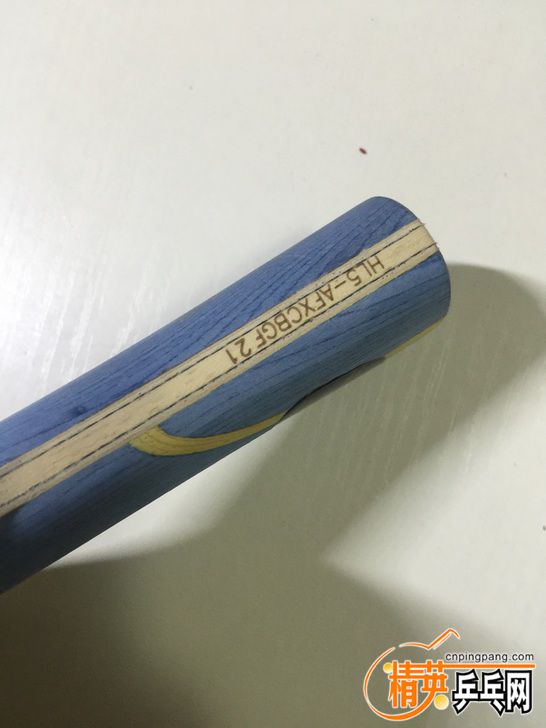 HL5-AFXCBGF 21
cnpingpang.com
精英乒乓网